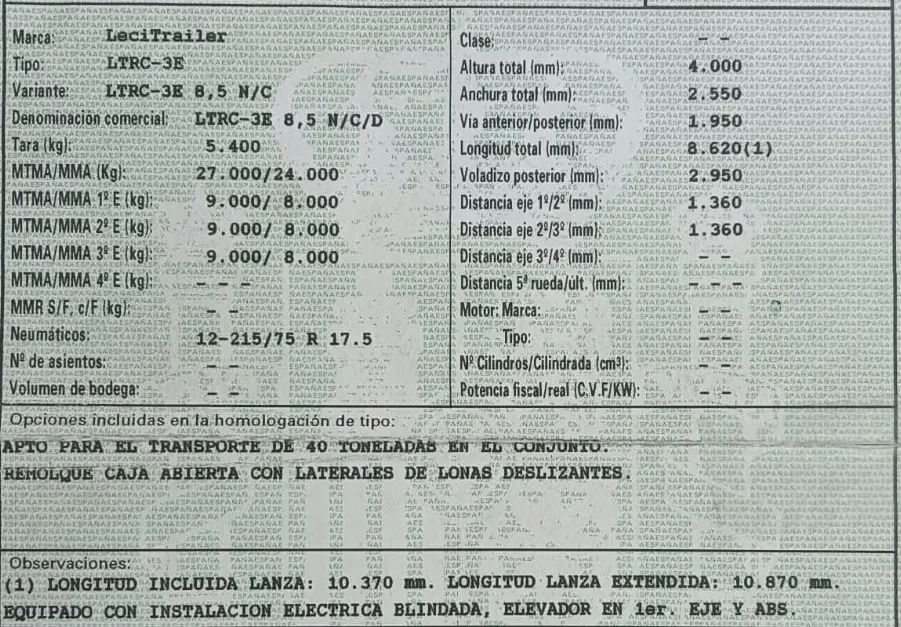 Marca: LeciTrailer
Tipo: LTRC-3E
Variante: LTRC-3E 8,5 N/C
Denominación comercial: LTRC-3E 8,5 N/C/D
Tara (kg): 5.400
MTMA/MMA (Kg): 27.000/24.000
MTMA/MMA 1º E (kg): 9.000/ 8.000
MTMA/MMA 2º E (kg): 9.000/ 8.000
MTMA/MMA 3º E (kg): 9.000/ 8.000
MTMA/MMA 4º E (kg): - - -
MMR S/F, c/F (kg): - -
Neumáticos: 12-215/75 R 17.5
Nº de asientos: - -
Volumen de bodega: - -
Clase: - -
Altura total (mm): 4.000
Anchura total (mm): 2.550
Via anterior/posterior (mm): 1.950
Longitud total (mm): 8.620(1)
Voladizo posterior (mm): 2.950
Distancia eje 1º/2º (mm): 1.360
Distancia eje 2º/3º (mm): 1.360
Distancia eje 3º/4º (mm): - -
Distancia 5ª rueda/ult. (mm): - - -
Motor: Marca: - -
Tipo: - -
Nº Cilindros/Cilindrada (cm³): - -
Potencia fiscal/real (C.V.F/KW): - -
Opciones incluidas en la homologación de tipo:
APTO PARA EL TRANSPORTE DE 40 TONELADAS EN EL CONJUNTO.
REMOLQUE CAJA ABIERTA CON LATERALES DE LONAS DESLIZANTES.
Observaciones:
(1) LONGITUD INCLUIDA LANZA: 10.370 mm. LONGITUD LANZA EXTENDIDA: 10.870 mm.
EQUIPADO CON INSTALACION ELECTRICA BLINDADA, ELEVADOR EN 1er. EJE Y ABS.